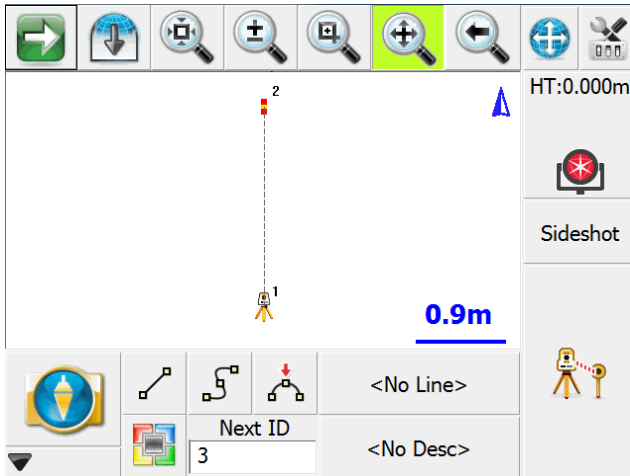 HT:0.000m
2
Sideshot
1
0.9m
<No Line>
Next ID
3
<No Desc>